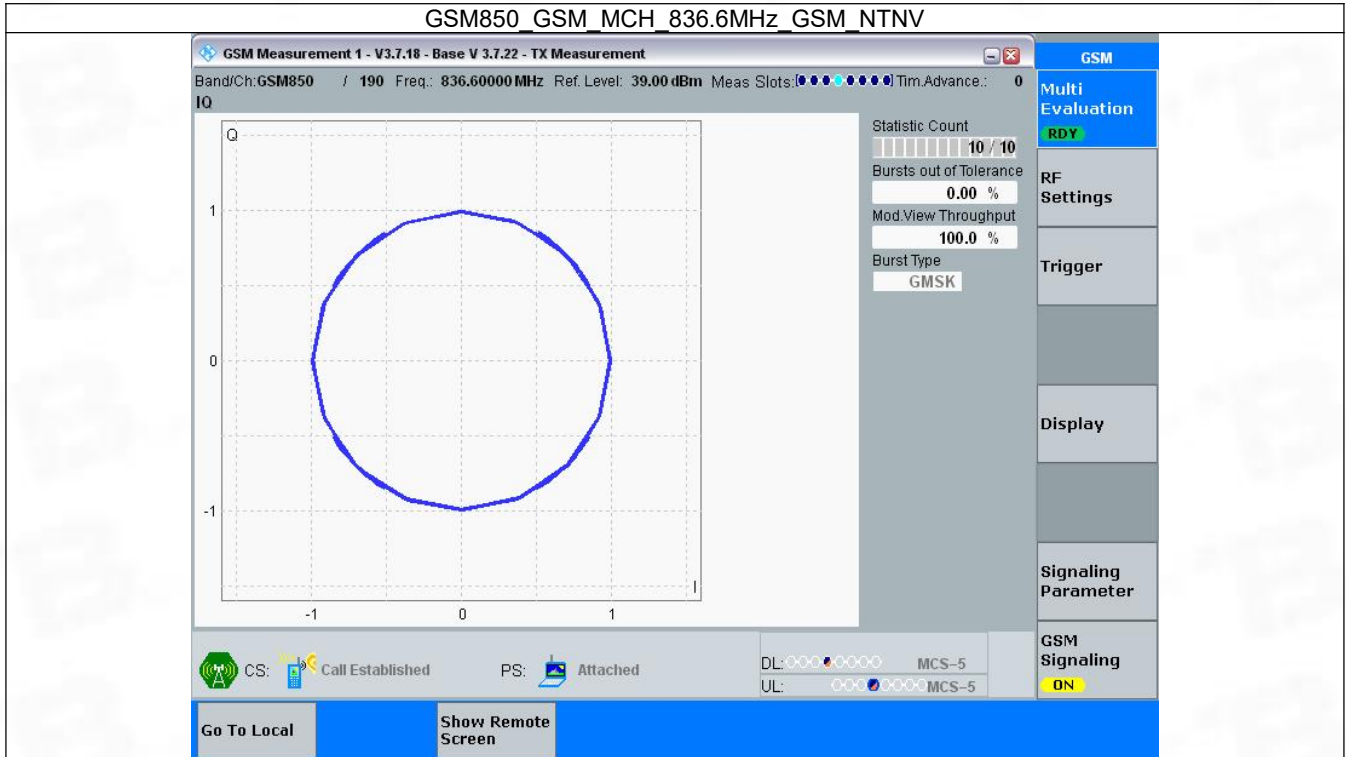 GSM850_GSM_MCH_836.6MHz_GSM_NTNV
GSM Measurement 1 - V3.7.18 - Base V 3.7.22 - TX Measurement
GSM
Band/Ch:GSM850 / 190 Freq.: 836.60000 MHz Ref. Level: 39.00 dBm Meas Slots: Tim.Advance.: 0
IQ
Multi
Evaluation
RDY
Q
Statistic Count
10 / 10
Bursts out of Tolerance
0.00 %
Mod.View Throughput
100.0 %
Burst Type
GMSK
RF
Settings
Trigger
1
0
-1
I
-1 0 1
Display
Signaling
Parameter
GSM
Signaling
ON
CS: Call Established PS: Attached
DL: MCS-5
UL: MCS-5
Go To Local
Show Remote
Screen